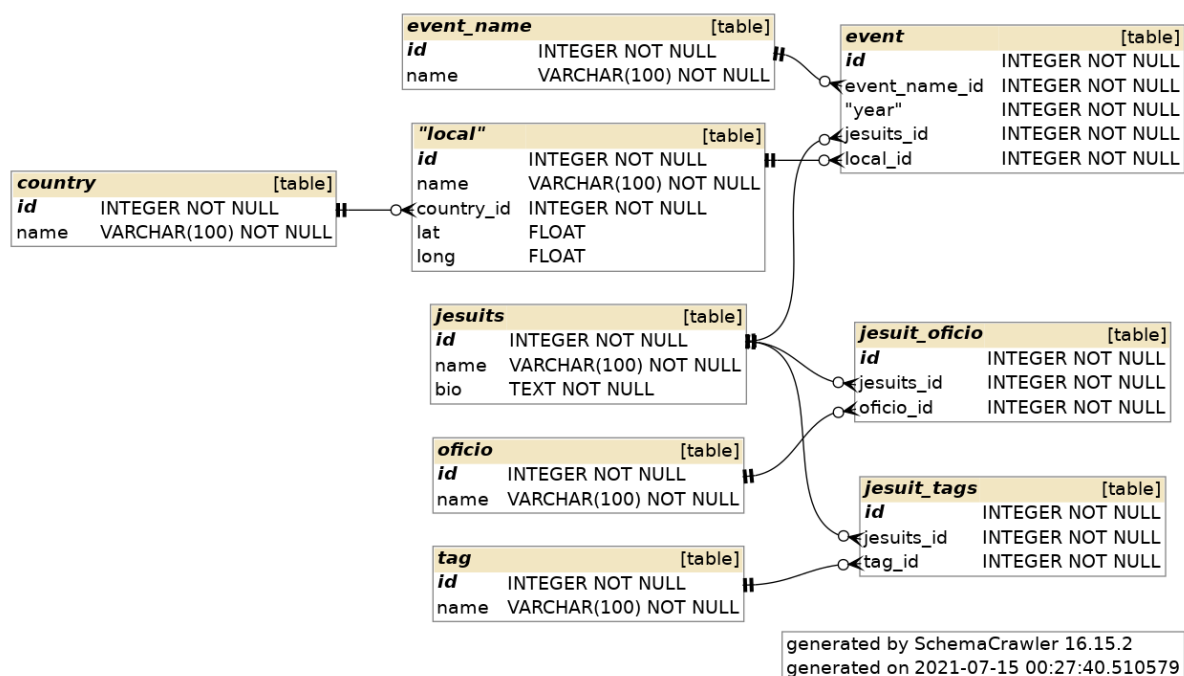 event_name [table]
id INTEGER NOT NULL
name VARCHAR(100) NOT NULL
event [table]
id INTEGER NOT NULL
event_name_id INTEGER NOT NULL
"year" INTEGER NOT NULL
jesuits_id INTEGER NOT NULL
local_id INTEGER NOT NULL
"local" [table]
id INTEGER NOT NULL
name VARCHAR(100) NOT NULL
country_id INTEGER NOT NULL
lat FLOAT
long FLOAT
country [table]
id INTEGER NOT NULL
name VARCHAR(100) NOT NULL
jesuits [table]
id INTEGER NOT NULL
name VARCHAR(100) NOT NULL
bio TEXT NOT NULL
jesuit_oficio [table]
id INTEGER NOT NULL
jesuits_id INTEGER NOT NULL
oficio_id INTEGER NOT NULL
oficio [table]
id INTEGER NOT NULL
name VARCHAR(100) NOT NULL
jesuit_tags [table]
id INTEGER NOT NULL
jesuits_id INTEGER NOT NULL
tag_id INTEGER NOT NULL
tag [table]
id INTEGER NOT NULL
name VARCHAR(100) NOT NULL
generated by SchemaCrawler 16.15.2
generated on 2021-07-15 00:27:40.510579